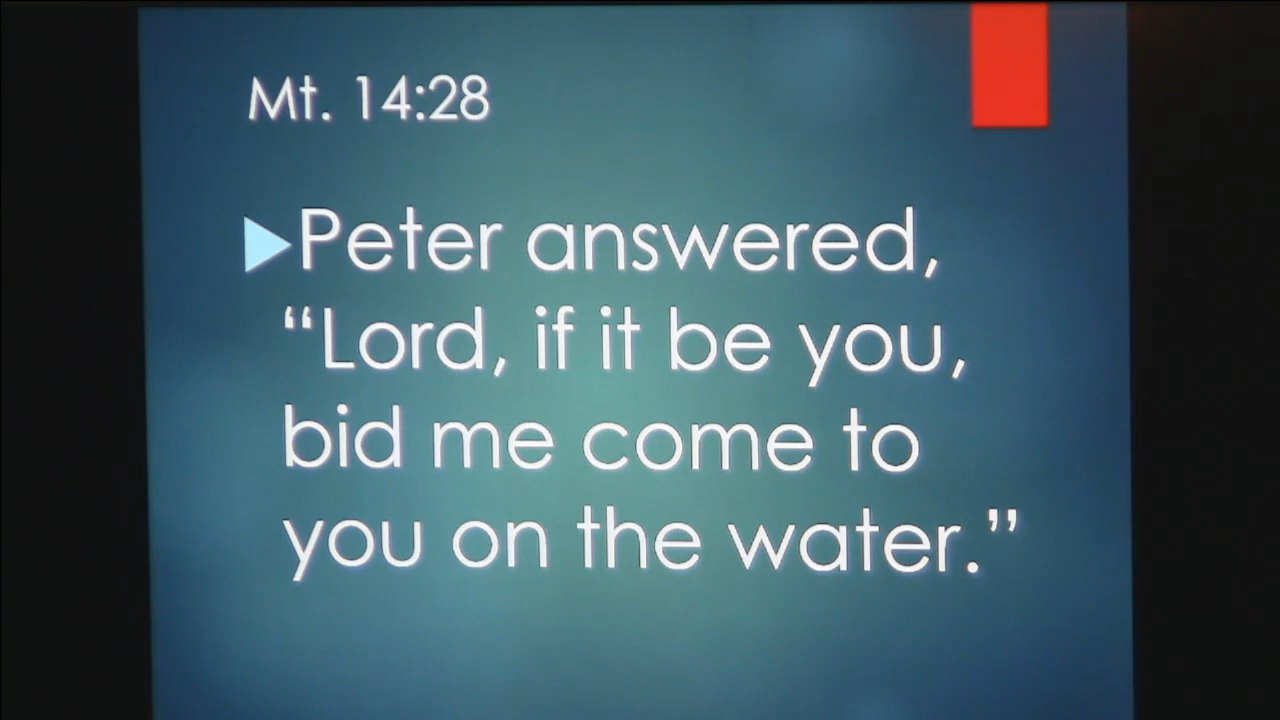 Mt. 14:28
Peter answered,
“Lord, if it be you,
bid me come to
you on the water.”